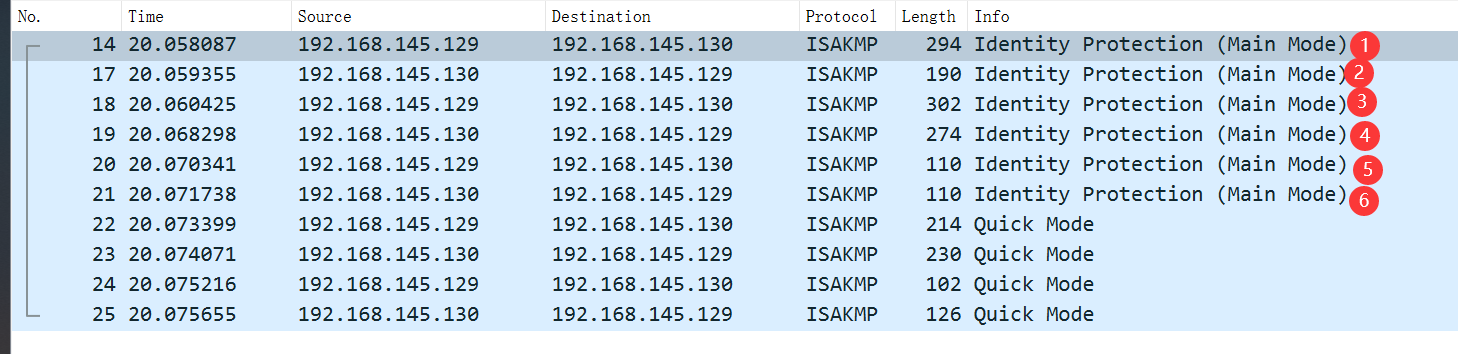 No. Time Source Destination Protocol Length Info
14 20.058087 192.168.145.129 192.168.145.130 ISAKMP 294 Identity Protection (Main Mode) 1
17 20.059355 192.168.145.130 192.168.145.129 ISAKMP 190 Identity Protection (Main Mode) 2
18 20.060425 192.168.145.129 192.168.145.130 ISAKMP 302 Identity Protection (Main Mode) 3
19 20.068298 192.168.145.130 192.168.145.129 ISAKMP 274 Identity Protection (Main Mode) 4
20 20.070341 192.168.145.129 192.168.145.130 ISAKMP 110 Identity Protection (Main Mode) 5
21 20.071738 192.168.145.130 192.168.145.129 ISAKMP 110 Identity Protection (Main Mode) 6
22 20.073399 192.168.145.129 192.168.145.130 ISAKMP 214 Quick Mode
23 20.074071 192.168.145.130 192.168.145.129 ISAKMP 230 Quick Mode
24 20.075216 192.168.145.129 192.168.145.130 ISAKMP 102 Quick Mode
25 20.075655 192.168.145.130 192.168.145.129 ISAKMP 126 Quick Mode